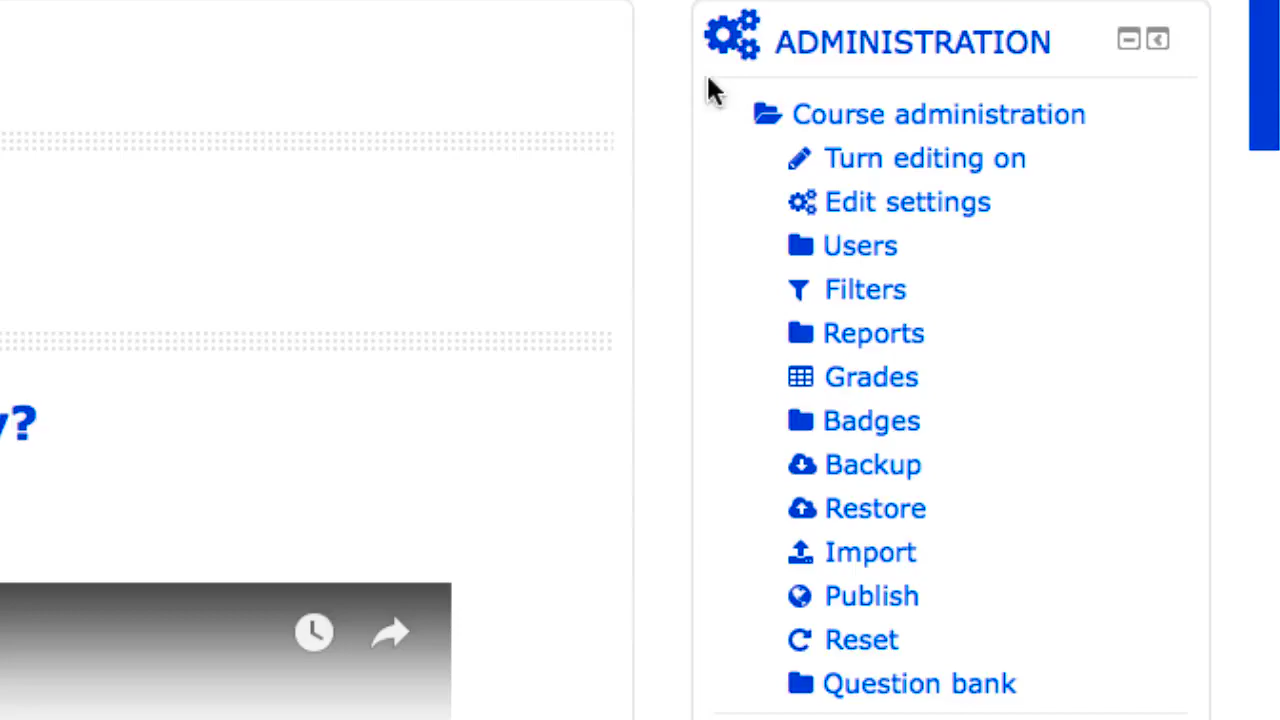 ADMINISTRATION
Course administration
Turn editing on
Edit settings
Users
Filters
Reports
Grades
y?
Badges
Backup
Restore
Import
Publish
Reset
Question bank